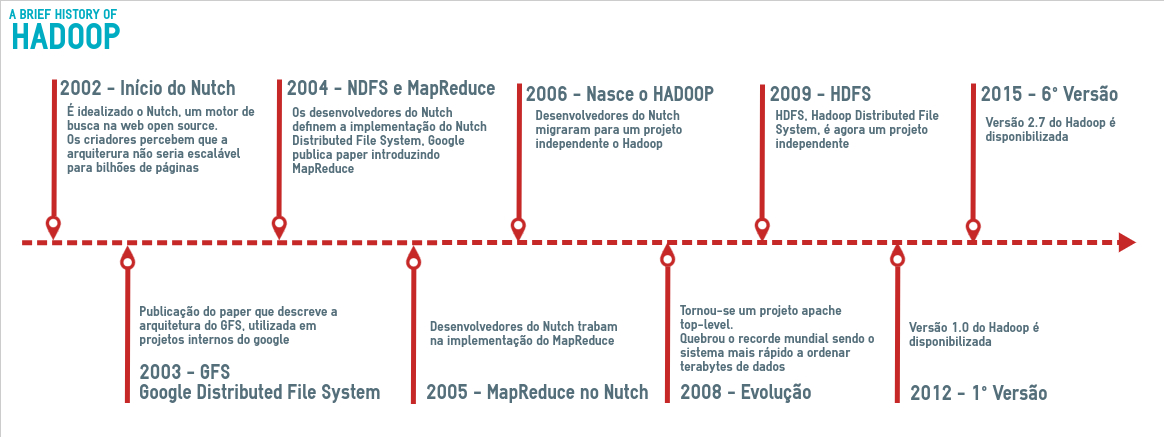 A BRIEF HISTORY OF
HADOOP
2002 - Início do Nutch
É idealizado o Nutch, um motor de
busca na web open source.
Os criadores percebem que a
arquiterura não seria escalável
para bilhões de páginas
2004 - NDFS e MapReduce
Os desenvolvedores do Nutch
definem a implementação do Nutch
Distributed File System, Google
publica paper introduzindo
MapReduce
2006 - Nasce o HADOOP
Desenvolvedores do Nutch
migraram para um projeto
independente o Hadoop
2009 - HDFS
HDFS, Hadoop Distributed File
System, é agora um projeto
independente
2015 - 6° Versão
Versão 2.7 do Hadoop é
disponibilizada
Publicação do paper que descreve a
arquitetura do GFS, utilizada em
projetos internos do google
2003 - GFS
Google Distributed File System
Desenvolvedores do Nutch trabam
na implementação do MapReduce
2005 - MapReduce no Nutch
Tornou-se um projeto apache
top-level.
Quebrou o recorde mundial sendo o
sistema mais rápido a ordenar
terabytes de dados
2008 - Evolução
Versão 1.0 do Hadoop é
disponibilizada
2012 - 1° Versão